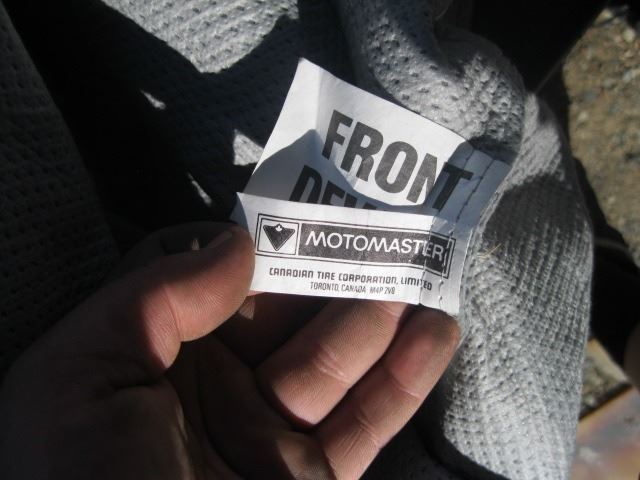 FRONT
MOTOMASTER
CANADIAN TIRE CORPORATION, LIMITED
TORONTO, CANADA M4P 2V8